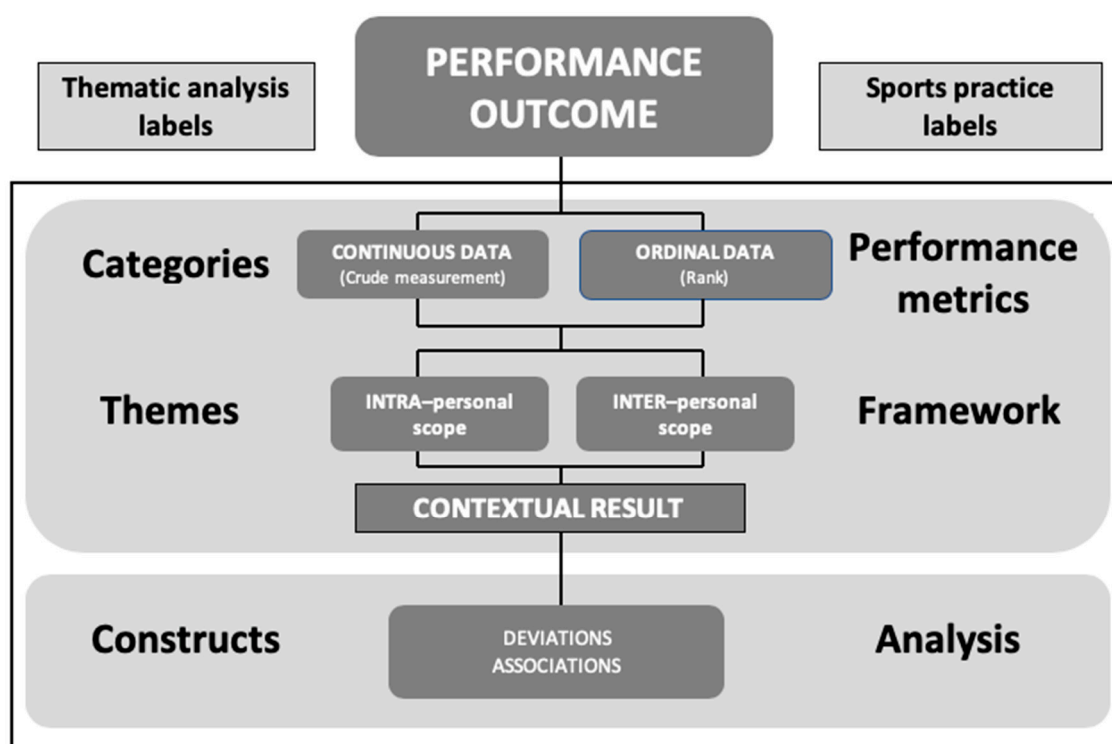 PERFORMANCE
OUTCOME
Thematic analysis
labels
Sports practice
labels
Categories
CONTINUOUS DATA
(Crude measurement)
ORDINAL DATA
(Rank)
Performance
metrics
Themes
INTRA–personal
scope
INTER–personal
scope
Framework
CONTEXTUAL RESULT
Constructs
DEVIATIONS
ASSOCIATIONS
Analysis